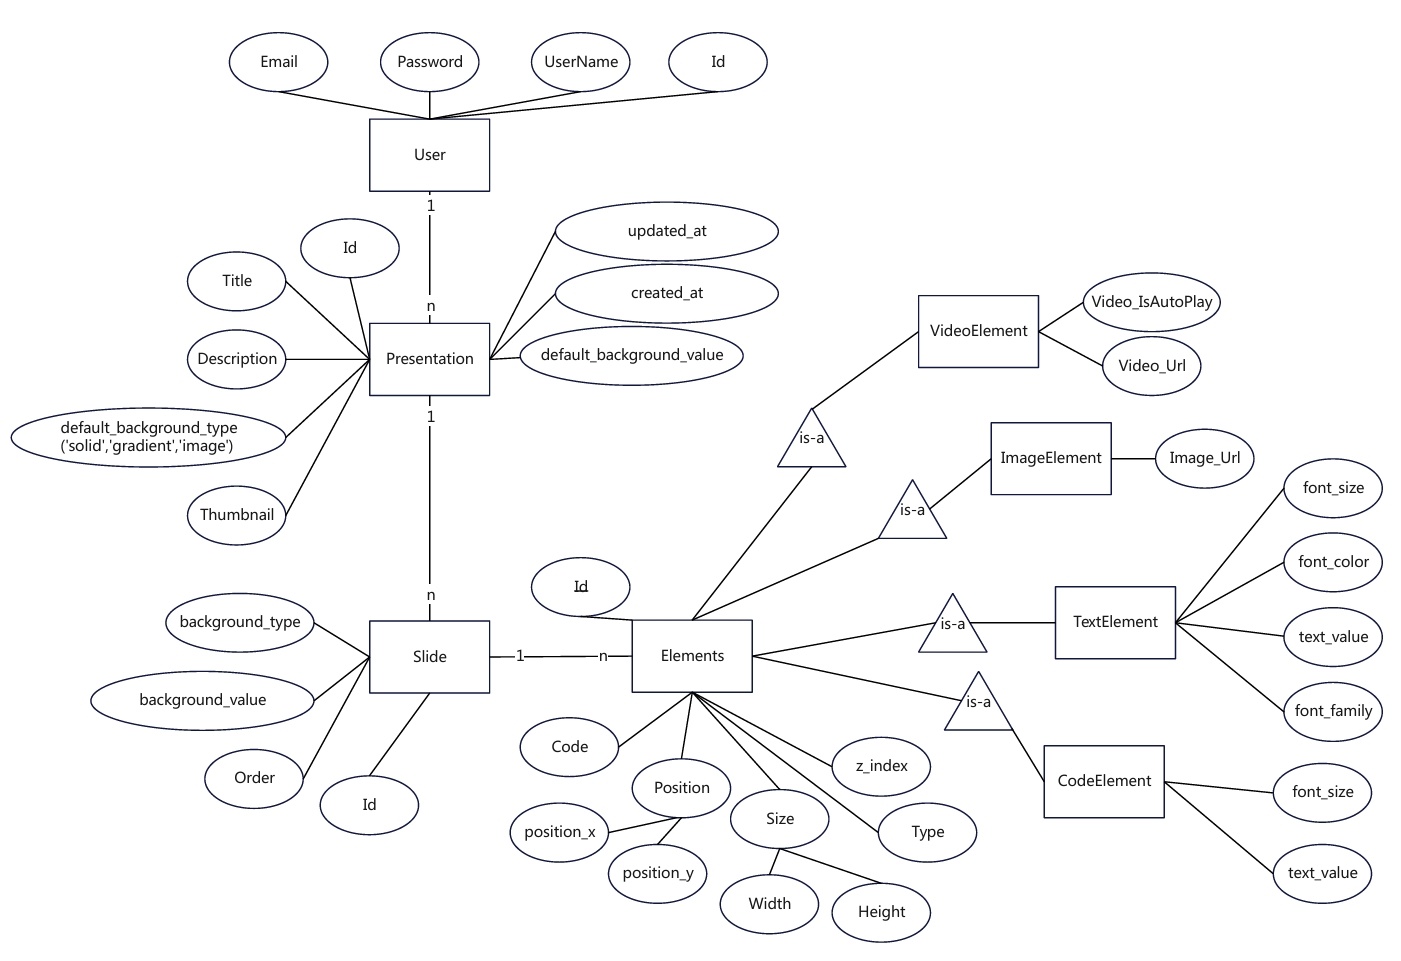 Email
Password
UserName
Id
User
1
n
Id
Title
Description
default_background_type
('solid','gradient','image')
Thumbnail
Presentation
updated_at
created_at
default_background_value
1
n
background_type
background_value
Order
Id
Slide
1
n
Id
Elements
Code
Position
position_x
position_y
Size
Width
Height
z_index
Type
is-a
VideoElement
Video_IsAutoPlay
Video_Url
is-a
ImageElement
Image_Url
is-a
TextElement
font_size
font_color
text_value
font_family
is-a
CodeElement
font_size
text_value